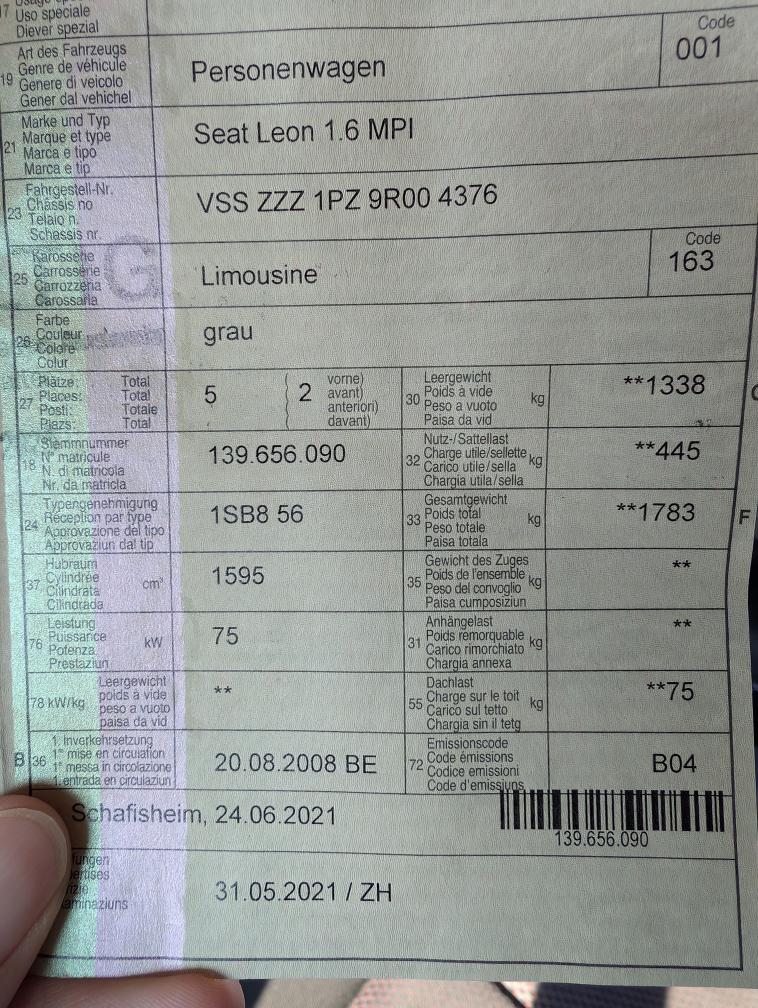 17
Uso speciale
Diever spezial
19
Art des Fahrzeugs
Genre de véhicule
Genere di veicolo
Gener dal vehichel
Personenwagen
Code
001
21
Marke und Typ
Marque et type
Marca e tipo
Marca e tip
Seat Leon 1.6 MPI
23
Fahrgestell-Nr.
Châssis no
Telaio n.
Schassis nr.
VSS ZZZ 1PZ 9R00 4376
25
Karosserie
Carrosserie
Carrozzeria
Carossaria
G
Limousine
Code
163
26
Farbe
Couleur
Colore
Colur
grau
27
Plätze: Total
Places: Total
Posti: Totale
Plazs: Total
5
( 2
vorne)
avant)
anteriori)
davant)
30
Leergewicht
Poids à vide
Peso a vuoto
Paisa da vid
kg
**1338
18
Stammnummer
N° matricule
N. di matricola
Nr. da matricla
139.656.090
32
Nutz-/Sattellast
Charge utile/sellette
Carico utile/sella
Chargia utila/sella
kg
**445
24
Typengenehmigung
Réception par type
Approvazione del tipo
Approvaziun dal tip
1SB8 56
33
Gesamtgewicht
Poids total
Peso totale
Paisa totala
kg
**1783
F
37
Hubraum
Cylindrée
Cilindrata
Cilindrada
cm³
1595
35
Gewicht des Zuges
Poids de l'ensemble
Peso del convoglio
Paisa cumposiziun
kg
**
76
Leistung
Puissance
Potenza
Prestaziun
kW
75
31
Anhängelast
Poids remorquable
Carico rimorchiato
Chargia annexa
kg
**
78 kW/kg
Leergewicht
poids à vide
peso a vuoto
paisa da vid
**
55
Dachlast
Charge sur le toit
Carico sul tetto
Chargia sin il tetg
kg
**75
B
36
1. Inverkehrsetzung
1re mise en circulation
1a messa in circolazione
1. entrada en circulaziun
20.08.2008 BE
72
Emissionscode
Code émissions
Codice emissioni
Code d'emissiuns
B04
Schafisheim, 24.06.2021
139.656.090
31.05.2021 / ZH